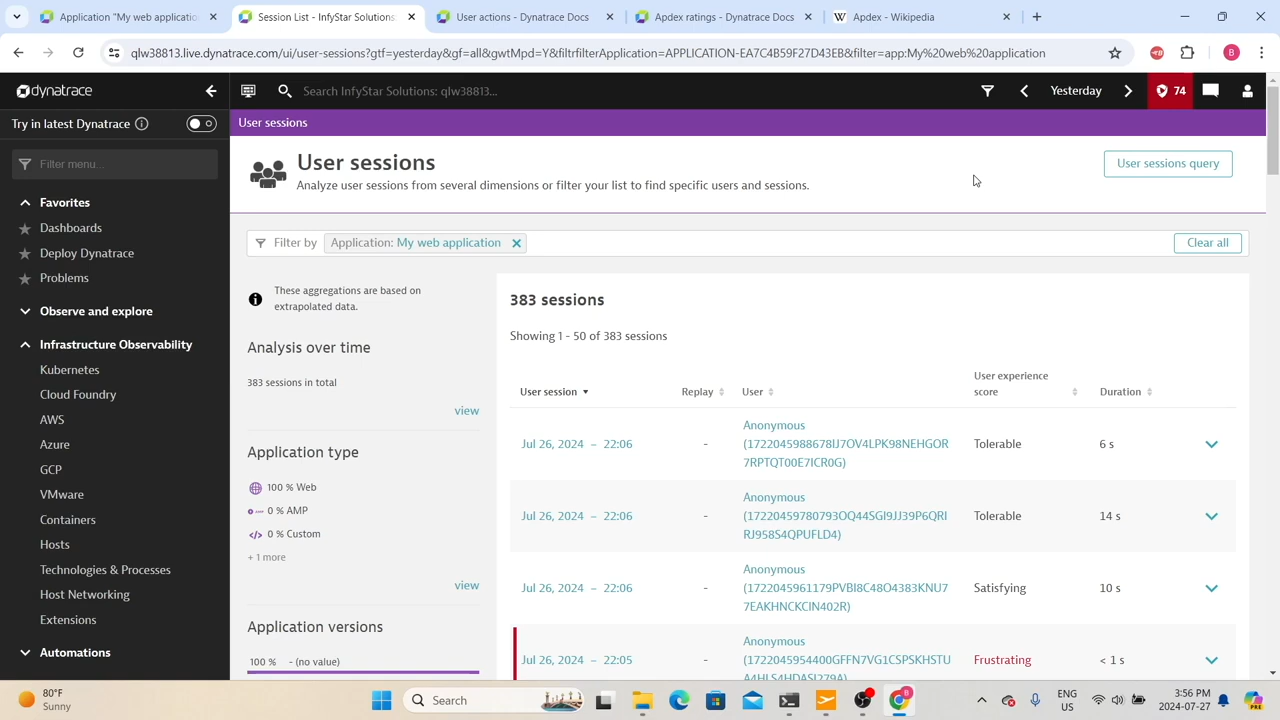 Application "My web applicatio
Session List - InfyStar Solutions:
User actions - Dynatrace Docs
Apdex ratings - Dynatrace Docs
W Apdex - Wikipedia
qlw38813.live.dynatrace.com/ui/user-sessions?gtf=yesterday&gf=all&gwtMpd=Y&filtrfilterApplication=APPLICATION-EA7C4B59F27D43EB&filter=app:My%20web%20application
B
dynatrace
Search InfyStar Solutions: qlw38813...
Yesterday
74
Try in latest Dynatrace
User sessions
Filter menu...
User sessions
Analyze user sessions from several dimensions or filter your list to find specific users and sessions.
User sessions query
Favorites
Dashboards
Deploy Dynatrace
Problems
Observe and explore
Infrastructure Observability
Kubernetes
Cloud Foundry
AWS
Azure
GCP
VMware
Containers
Hosts
Technologies & Processes
Host Networking
Extensions
Automations
Filter by
Application: My web application
Clear all
These aggregations are based on
extrapolated data.
Analysis over time
383 sessions in total
view
Application type
100 % Web
0 % AMP
0 % Custom
+ 1 more
view
Application versions
100 % - (no value)
383 sessions
Showing 1 - 50 of 383 sessions
User session
Replay
User
User experience
score
Duration
Jul 26, 2024 – 22:06
-
Anonymous
(1722045988678IJ7OV4LPK98NEHGOR
7RPTQT00E7ICR0G)
Tolerable
6 s
Jul 26, 2024 – 22:06
-
Anonymous
(17220459780793OQ44SGI9JJ39P6QRI
RJ958S4QPUFLD4)
Tolerable
14 s
Jul 26, 2024 – 22:06
-
Anonymous
(1722045961179PVBI8C48O4383KNU7
7EAKHNCKCIN402R)
Satisfying
10 s
Jul 26, 2024 – 22:05
-
Anonymous
(1722045954400GFFN7VG1CSPSKHSTU
A4HLS4HDASI279A)
Frustrating
< 1 s
80°F
Sunny
Search
ENG
US
3:56 PM
2024-07-27
PRE